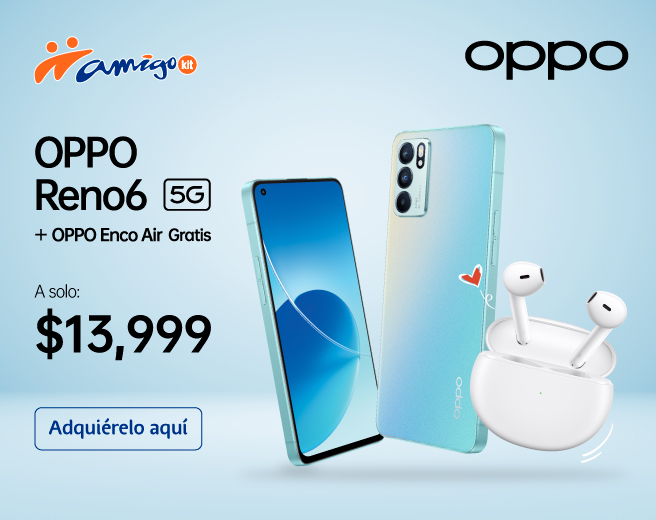 amigo kit
oppo
OPPO
Reno6 5G
+ OPPO Enco Air Gratis
A solo:
$13,999
Adquiérelo aquí
oppo